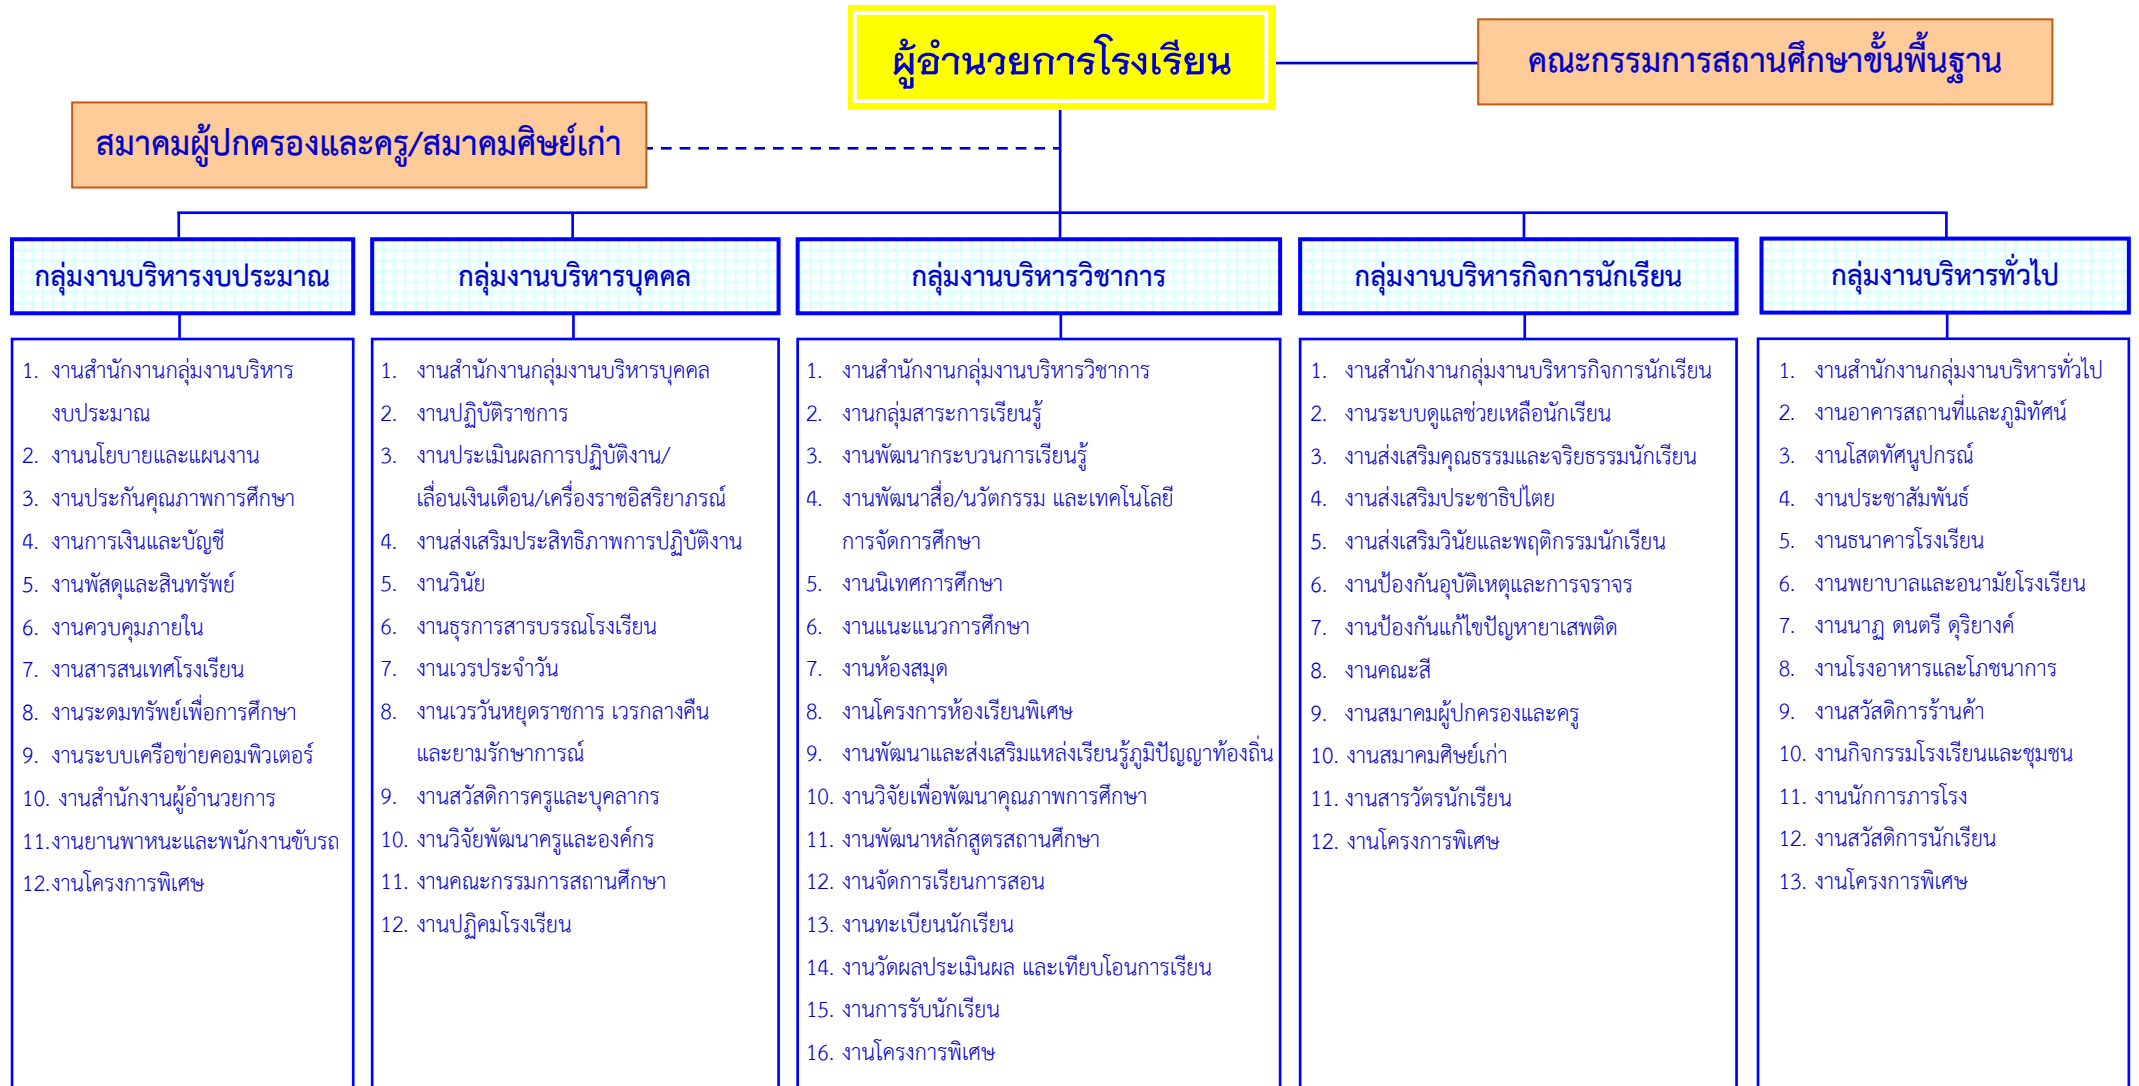 ผู้อำนวยการโรงเรียน
คณะกรรมการสถานศึกษาขั้นพื้นฐาน
สมาคมผู้ปกครองและครู/สมาคมศิษย์เก่า
กลุ่มงานบริหารงบประมาณ
1. งานสำนักงานกลุ่มงานบริหาร
งบประมาณ
2. งานนโยบายและแผนงาน
3. งานประกันคุณภาพการศึกษา
4. งานการเงินและบัญชี
5. งานพัสดุและสินทรัพย์
6. งานควบคุมภายใน
7. งานสารสนเทศโรงเรียน
8. งานระดมทรัพย์เพื่อการศึกษา
9. งานระบบเครือข่ายคอมพิวเตอร์
10. งานสำนักงานผู้อำนวยการ
11.งานยานพาหนะและพนักงานขับรถ
12.งานโครงการพิเศษ
กลุ่มงานบริหารบุคคล
1. งานสำนักงานกลุ่มงานบริหารบุคคล
2. งานปฏิบัติราชการ
3. งานประเมินผลการปฏิบัติงาน/
เลื่อนเงินเดือน/เครื่องราชอิสริยาภรณ์
4. งานส่งเสริมประสิทธิภาพการปฏิบัติงาน
5. งานวินัย
6. งานธุรการสารบรรณโรงเรียน
7. งานเวรประจำวัน
8. งานเวรวันหยุดราชการ เวรกลางคืน
และยามรักษาการณ์
9. งานสวัสดิการครูและบุคลากร
10. งานวิจัยพัฒนาครูและองค์กร
11. งานคณะกรรมการสถานศึกษา
12. งานปฏิคมโรงเรียน
กลุ่มงานบริหารวิชาการ
1. งานสำนักงานกลุ่มงานบริหารวิชาการ
2. งานกลุ่มสาระการเรียนรู้
3. งานพัฒนากระบวนการเรียนรู้
4. งานพัฒนาสื่อ/นวัตกรรม และเทคโนโลยี
การจัดการศึกษา
5. งานนิเทศการศึกษา
6. งานแนะแนวการศึกษา
7. งานห้องสมุด
8. งานโครงการห้องเรียนพิเศษ
9. งานพัฒนาและส่งเสริมแหล่งเรียนรู้ภูมิปัญญาท้องถิ่น
10. งานวิจัยเพื่อพัฒนาคุณภาพการศึกษา
11. งานพัฒนาหลักสูตรสถานศึกษา
12. งานจัดการเรียนการสอน
13. งานทะเบียนนักเรียน
14. งานวัดผลประเมินผล และเทียบโอนการเรียน
15. งานการรับนักเรียน
16. งานโครงการพิเศษ
กลุ่มงานบริหารกิจการนักเรียน
1. งานสำนักงานกลุ่มงานบริหารกิจการนักเรียน
2. งานระบบดูแลช่วยเหลือนักเรียน
3. งานส่งเสริมคุณธรรมและจริยธรรมนักเรียน
4. งานส่งเสริมประชาธิปไตย
5. งานส่งเสริมวินัยและพฤติกรรมนักเรียน
6. งานป้องกันอุบัติเหตุและการจราจร
7. งานป้องกันแก้ไขปัญหายาเสพติด
8. งานคณะสี
9. งานสมาคมผู้ปกครองและครู
10. งานสมาคมศิษย์เก่า
11. งานสารวัตรนักเรียน
12. งานโครงการพิเศษ
กลุ่มงานบริหารทั่วไป
1. งานสำนักงานกลุ่มงานบริหารทั่วไป
2. งานอาคารสถานที่และภูมิทัศน์
3. งานโสตทัศนูปกรณ์
4. งานประชาสัมพันธ์
5. งานธนาคารโรงเรียน
6. งานพยาบาลและอนามัยโรงเรียน
7. งานนาฏ ดนตรี ดุริยางค์
8. งานโรงอาหารและโภชนาการ
9. งานสวัสดิการร้านค้า
10. งานกิจกรรมโรงเรียนและชุมชน
11. งานนักการภารโรง
12. งานสวัสดิการนักเรียน
13. งานโครงการพิเศษ